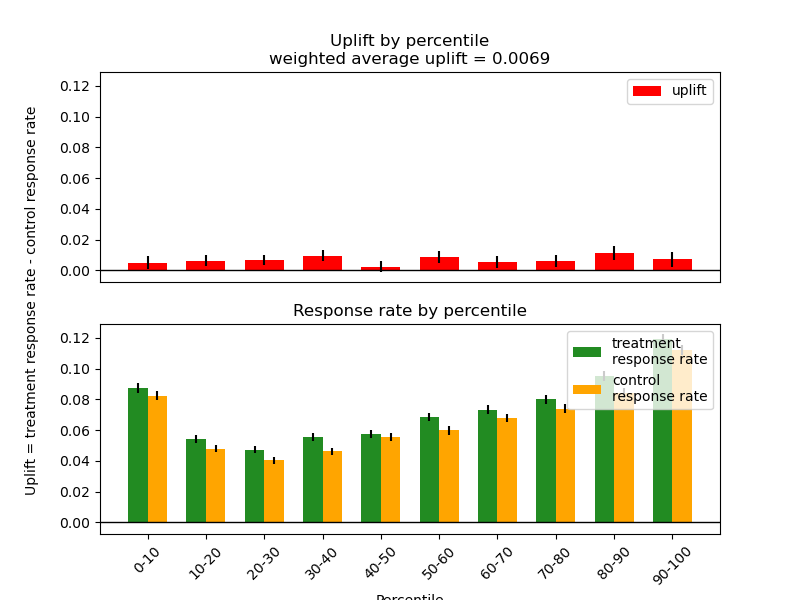 Uplift by percentile
weighted average uplift = 0.0069
0.12
0.10
0.08
0.06
0.04
0.02
0.00
uplift
Uplift = treatment response rate - control response rate
Response rate by percentile
0.12
0.10
0.08
0.06
0.04
0.02
0.00
treatment
response rate
control
response rate
0-10
10-20
20-30
30-40
40-50
50-60
60-70
70-80
80-90
90-100
Percentile